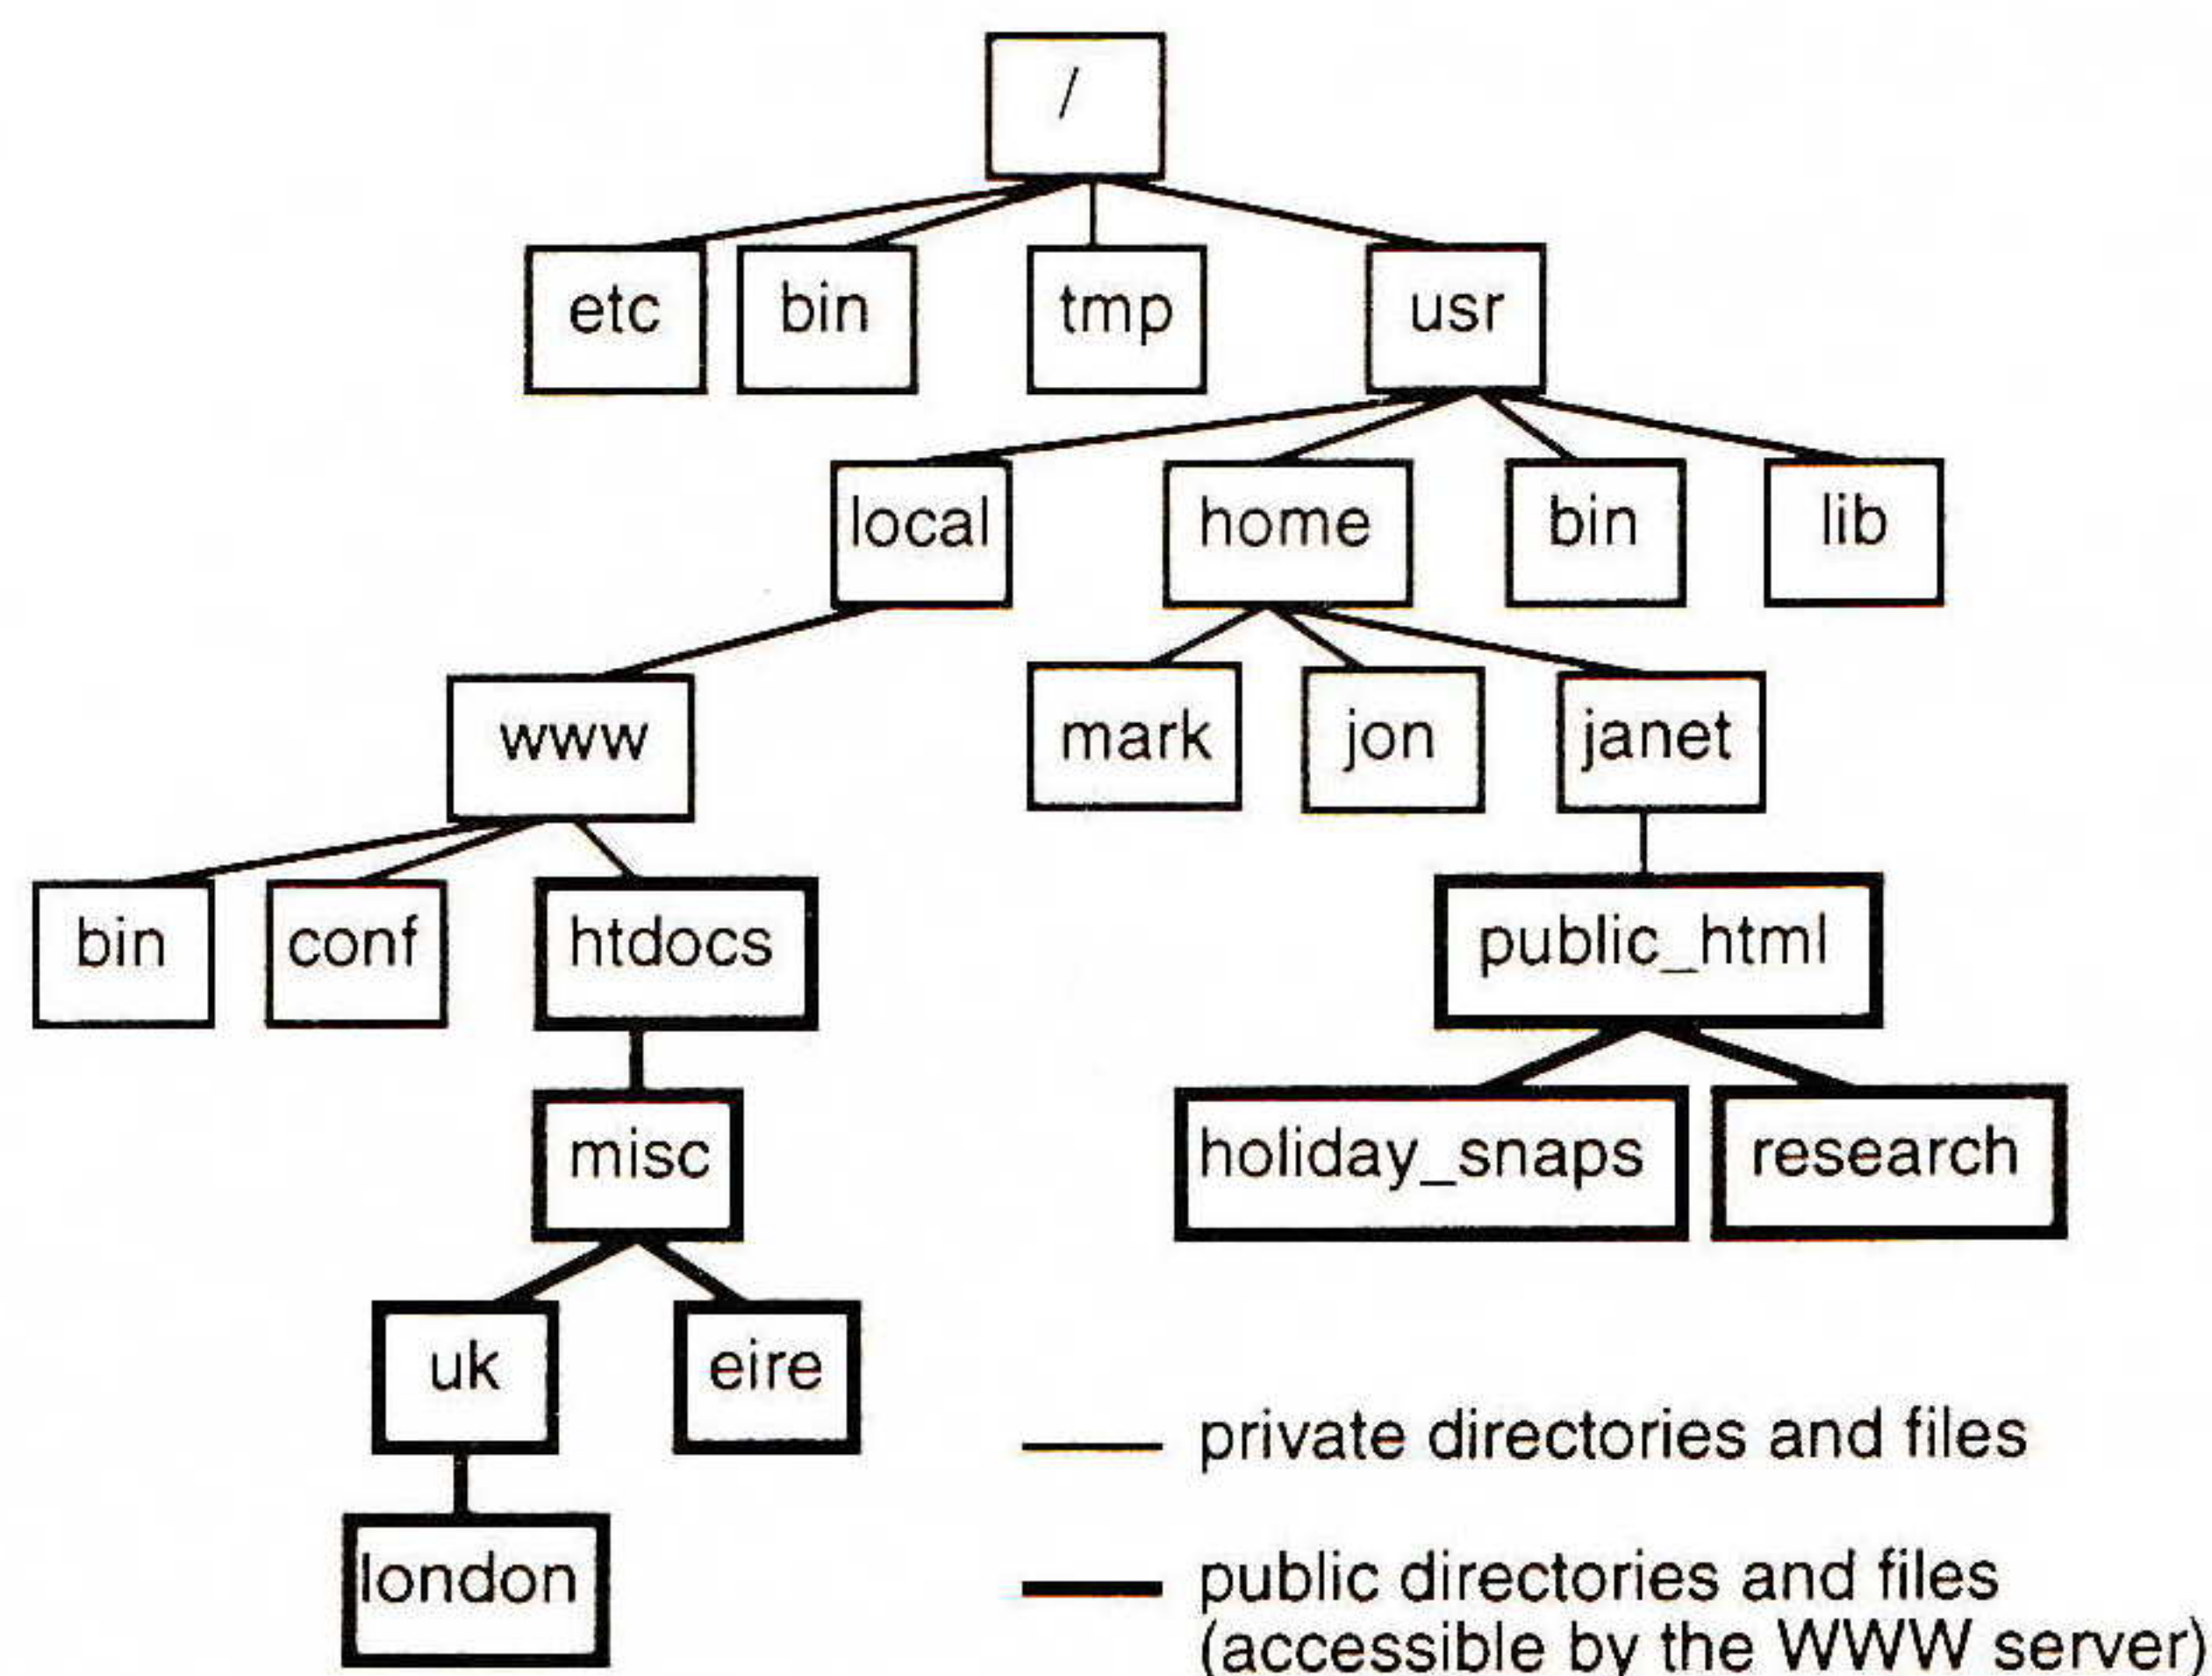 /
etc bin tmp usr
local home bin lib
www mark jon janet
bin conf htdocs public_html
misc holiday_snaps research
uk eire
private directories and files
london public directories and files
(accessible by the WWW server)